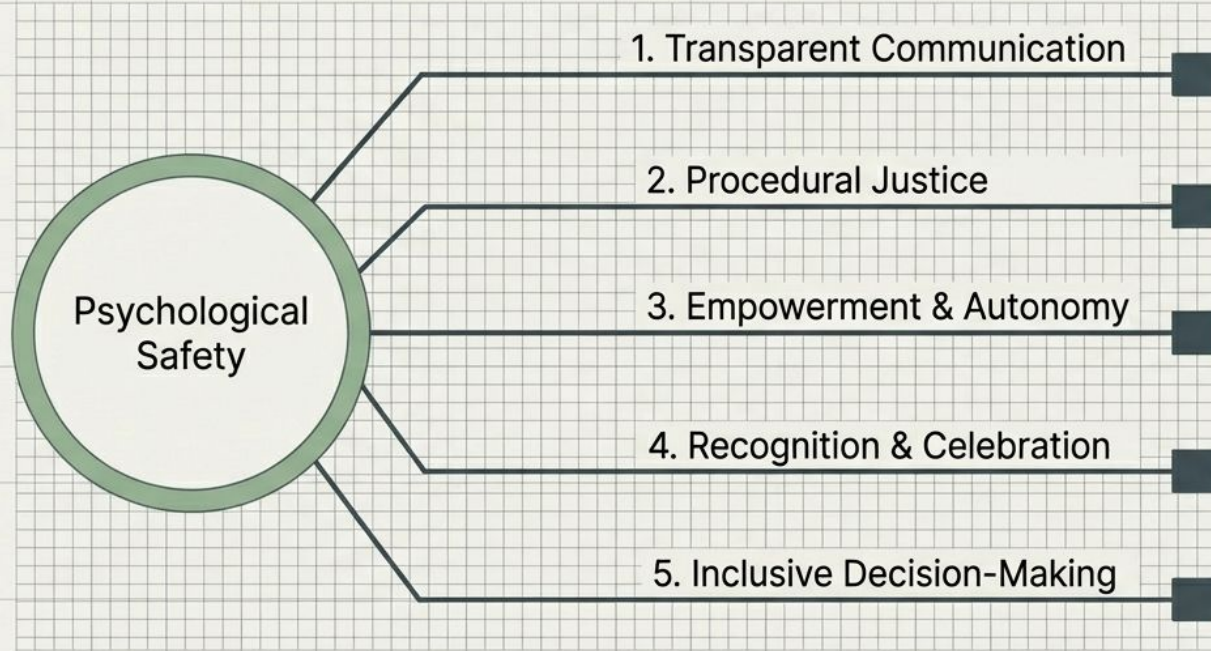 1. Transparent Communication
2. Procedural Justice
Psychological
Safety
3. Empowerment & Autonomy
4. Recognition & Celebration
5. Inclusive Decision-Making